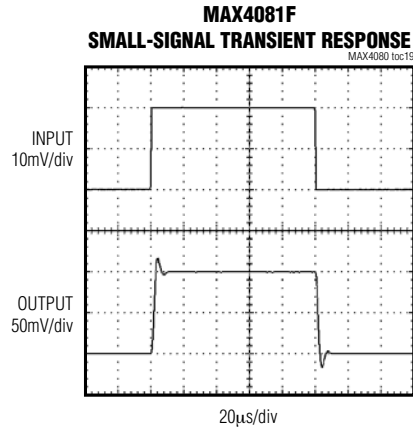 MAX4081F
SMALL-SIGNAL TRANSIENT RESPONSE
MAX4080 toc19
INPUT
10mV/div
OUTPUT
50mV/div
20µs/div